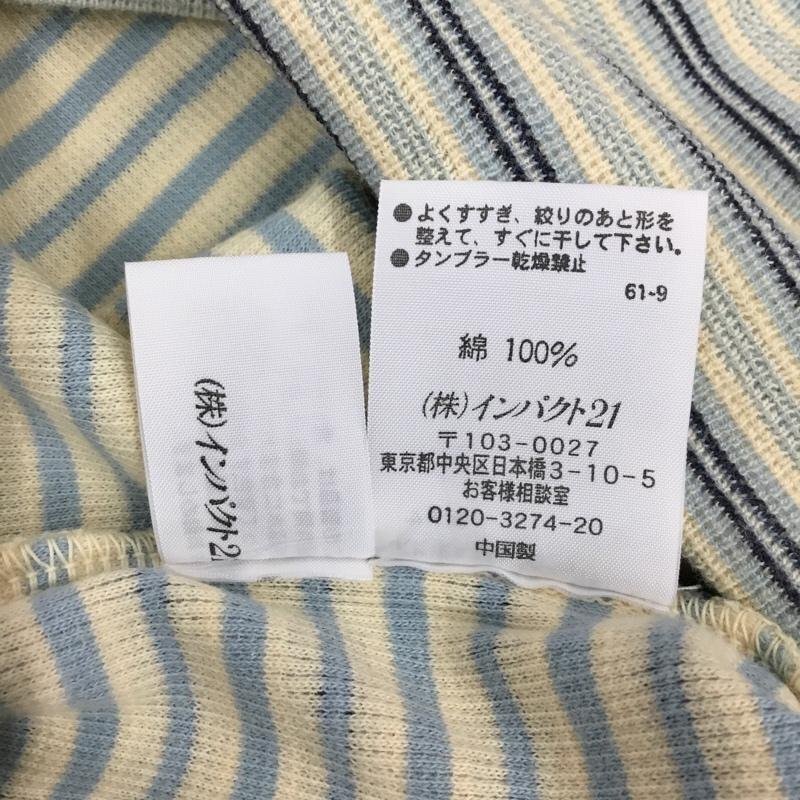 ●よくすすぎ、絞りのあと形を
整えて、すぐに干して下さい。
●タンブラー乾燥禁止
61-9
綿 100%
(株)インパクト21
〒103-0027
東京都中央区日本橋3-10-5
お客様相談室
0120-3274-20
中国製
(株)インパクト21